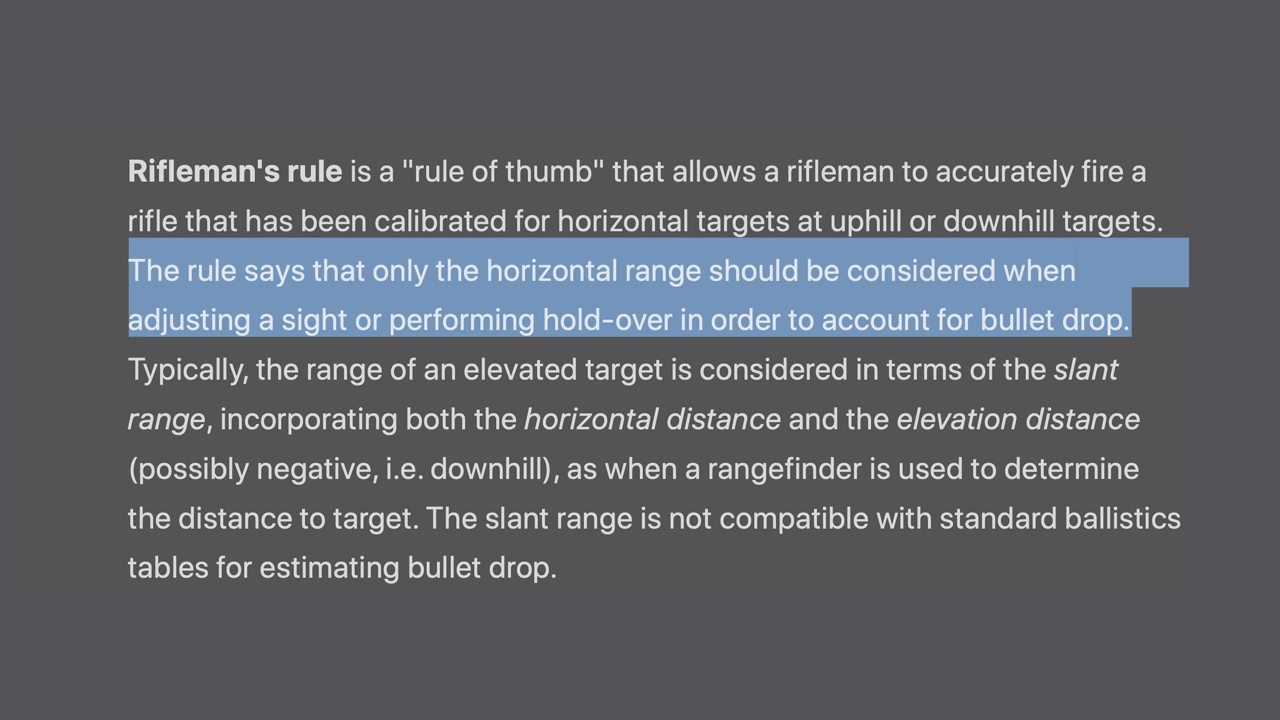 Rifleman's rule is a "rule of thumb" that allows a rifleman to accurately fire a
rifle that has been calibrated for horizontal targets at uphill or downhill targets.
The rule says that only the horizontal range should be considered when
adjusting a sight or performing hold-over in order to account for bullet drop.
Typically, the range of an elevated target is considered in terms of the slant
range, incorporating both the horizontal distance and the elevation distance
(possibly negative, i.e. downhill), as when a rangefinder is used to determine
the distance to target. The slant range is not compatible with standard ballistics
tables for estimating bullet drop.